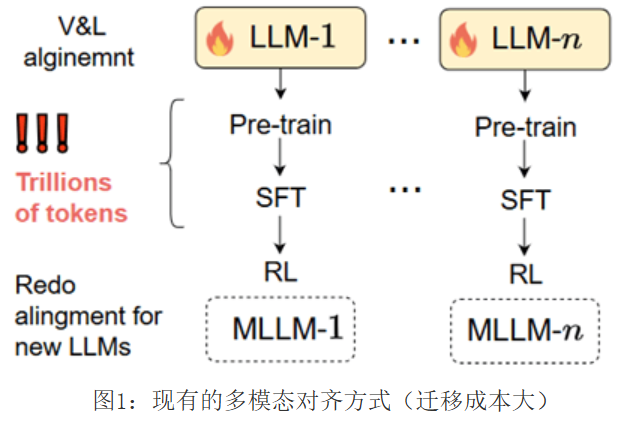 V&L
alginemnt
LLM-1 ... LLM-n
Pre-train
Pre-train
!!!
Trillions
of tokens
SFT
...
SFT
RL
RL
Redo
alingment for
new LLMs
MLLM-1
MLLM-n
图1：现有的多模态对齐方式（迁移成本大）